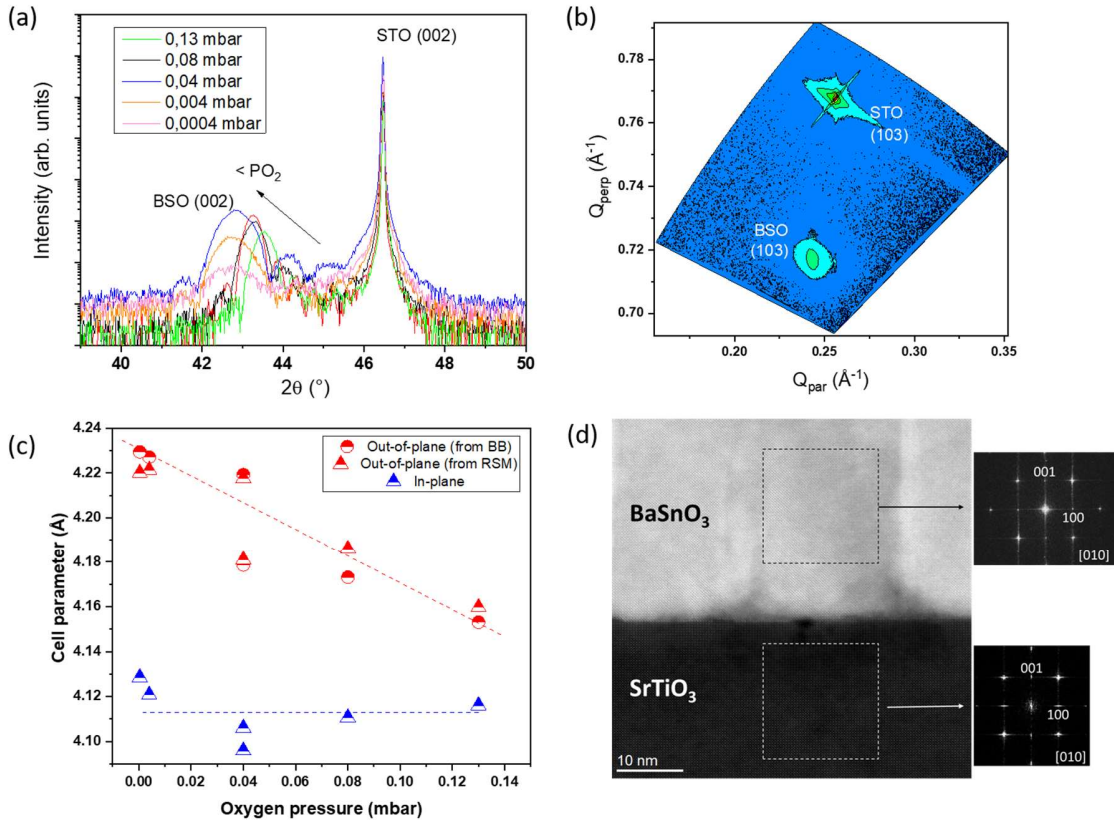 (a)
0,13 mbar
0,08 mbar
0,04 mbar
0,004 mbar
0,0004 mbar
STO (002)
< PO₂
BSO (002)
Intensity (arb. units)
40 42 44 46 48 50
2θ (°)
(b)
0.78
0.76
0.74
0.72
0.70
Q_perp (Å⁻¹)
STO
(103)
BSO
(103)
0.20 0.25 0.30 0.35
Q_par (Å⁻¹)
(c)
4.24
4.22
4.20
4.18
4.16
4.13
4.12
4.11
4.10
Cell parameter (Å)
Out-of-plane (from BB)
Out-of-plane (from RSM)
In-plane
0.00 0.02 0.04 0.06 0.08 0.10 0.12 0.14
Oxygen pressure (mbar)
(d)
BaSnO₃
001
100
[010]
SrTiO₃
001
100
[010]
10 nm